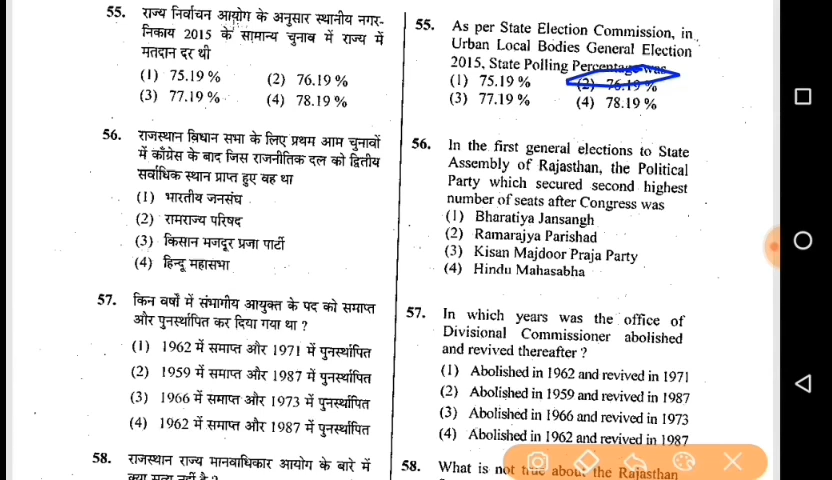 55. राज्य निर्वाचन आयोग के अनुसार स्थानीय नगर-
निकाय 2015 के सामान्य चुनाव में राज्य में
मतदान दर थी
(1) 75.19 % (2) 76.19 %
(3) 77.19 % (4) 78.19 %
56. राजस्थान विधान सभा के लिए प्रथम आम चुनावों
में काँग्रेस के बाद जिस राजनीतिक दल को द्वितीय
सर्वाधिक स्थान प्राप्त हुए वह था
(1) भारतीय जनसंघ
(2) रामराज्य परिषद
(3) किसान मजदूर प्रजा पार्टी
(4) हिन्दू महासभा
57. किन वर्षों में संभागीय आयुक्त के पद को समाप्त
और पुनर्स्थापित कर दिया गया था ?
(1) 1962 में समाप्त और 1971 में पुनर्स्थापित
(2) 1959 में समाप्त और 1987 में पुनर्स्थापित
(3) 1966 में समाप्त और 1973 में पुनर्स्थापित
(4) 1962 में समाप्त और 1987 में पुनर्स्थापित
58. राजस्थान राज्य मानवाधिकार आयोग के बारे में
क्या सत्य नहीं है ?
55. As per State Election Commission, in
Urban Local Bodies General Election
2015, State Polling Percentage was
(1) 75.19 % (2) 76.19 %
(3) 77.19 % (4) 78.19 %
56. In the first general elections to State
Assembly of Rajasthan, the Political
Party which secured second highest
number of seats after Congress was
(1) Bharatiya Jansangh
(2) Ramarajya Parishad
(3) Kisan Majdoor Praja Party
(4) Hindu Mahasabha
57. In which years was the office of
Divisional Commissioner abolished
and revived thereafter ?
(1) Abolished in 1962 and revived in 1971
(2) Abolished in 1959 and revived in 1987
(3) Abolished in 1966 and revived in 1973
(4) Abolished in 1962 and revived in 1987
58. What is not true about the Rajasthan